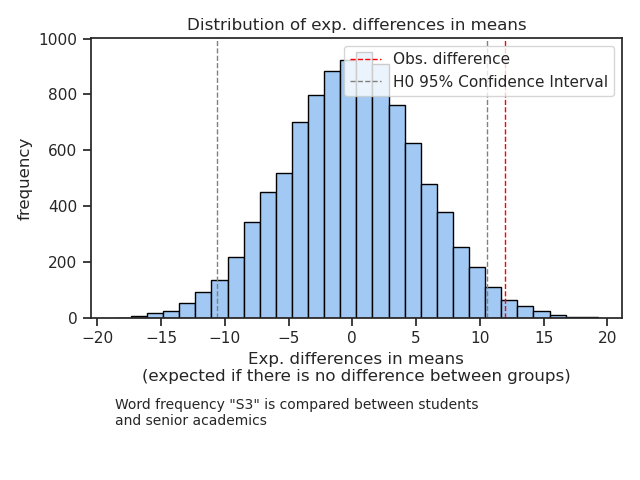 Distribution of exp. differences in means
1000
800
600
400
200
0
frequency
Obs. difference
H0 95% Confidence Interval
−20 −15 −10 −5 0 5 10 15 20
Exp. differences in means
(expected if there is no difference between groups)
Word frequency "S3" is compared between students
and senior academics